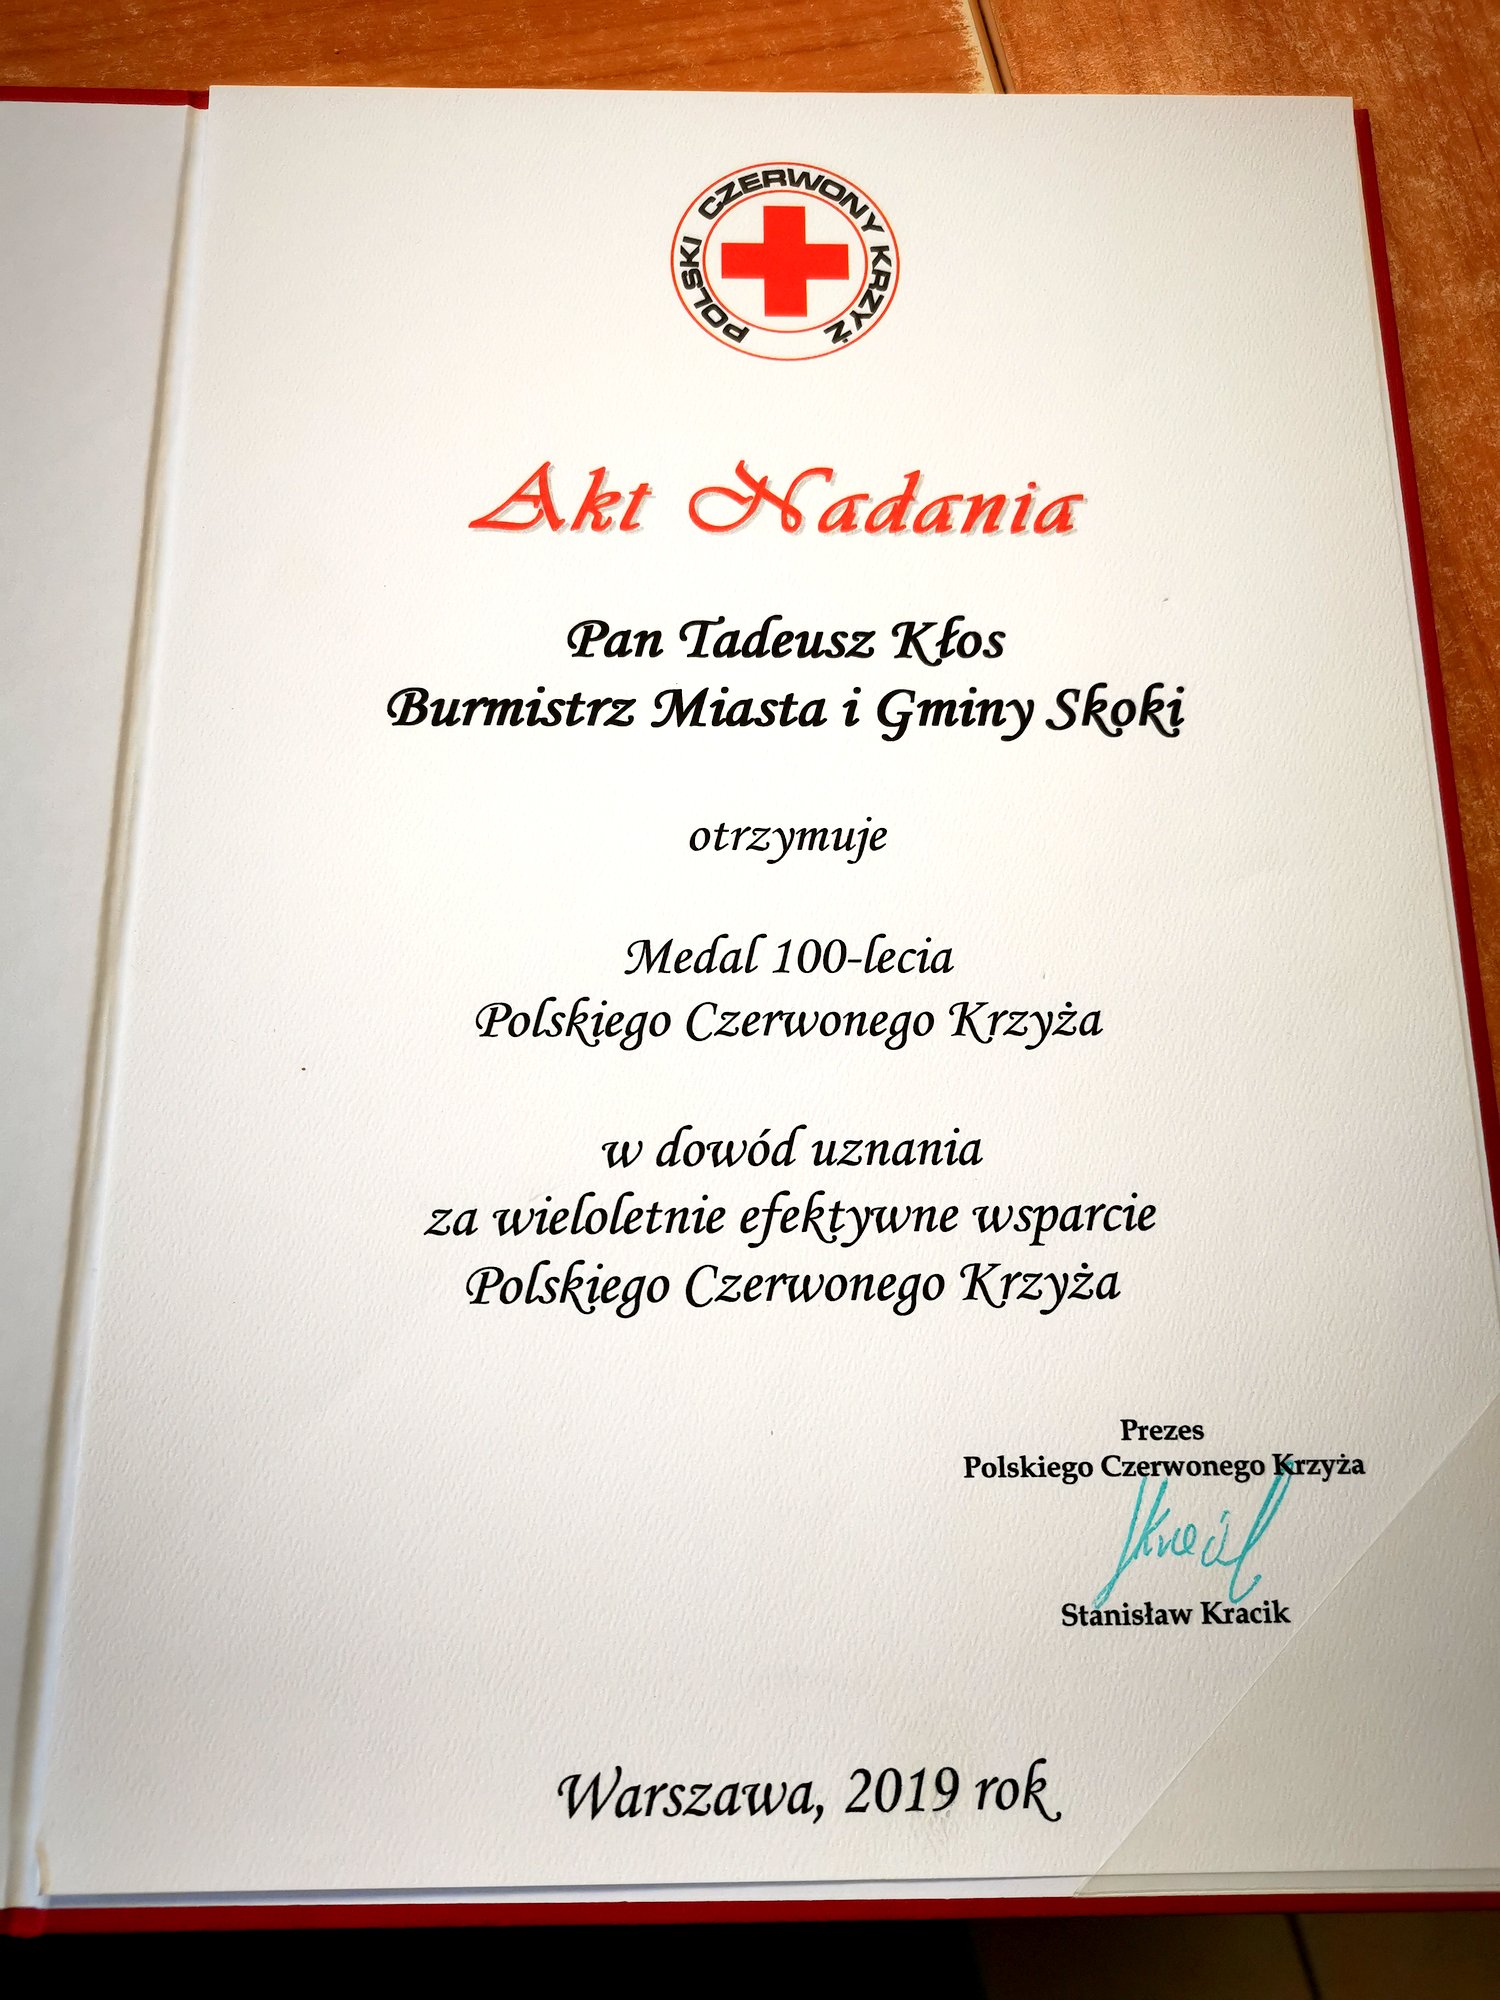 POLSKI CZERWONY KRZYŻ
Akt Nadania
Pan Tadeusz Kłos
Burmistrz Miasta i Gminy Skoki
otrzymuje
Medal 100-lecia
Polskiego Czerwonego Krzyża
w dowód uznania
za wieloletnie efektywne wsparcie
Polskiego Czerwonego Krzyża
Prezes
Polskiego Czerwonego Krzyża
Stanisław Kracik
Warszawa, 2019 rok